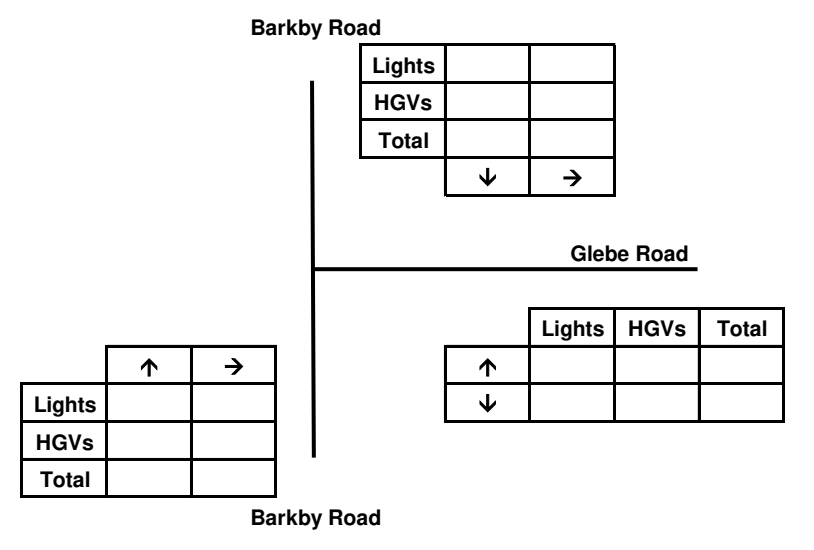 Barkby Road
Lights
HGVs
Total
↓ →
Glebe Road
Lights HGVs Total
↑
↓
↑ →
Lights
HGVs
Total
Barkby Road